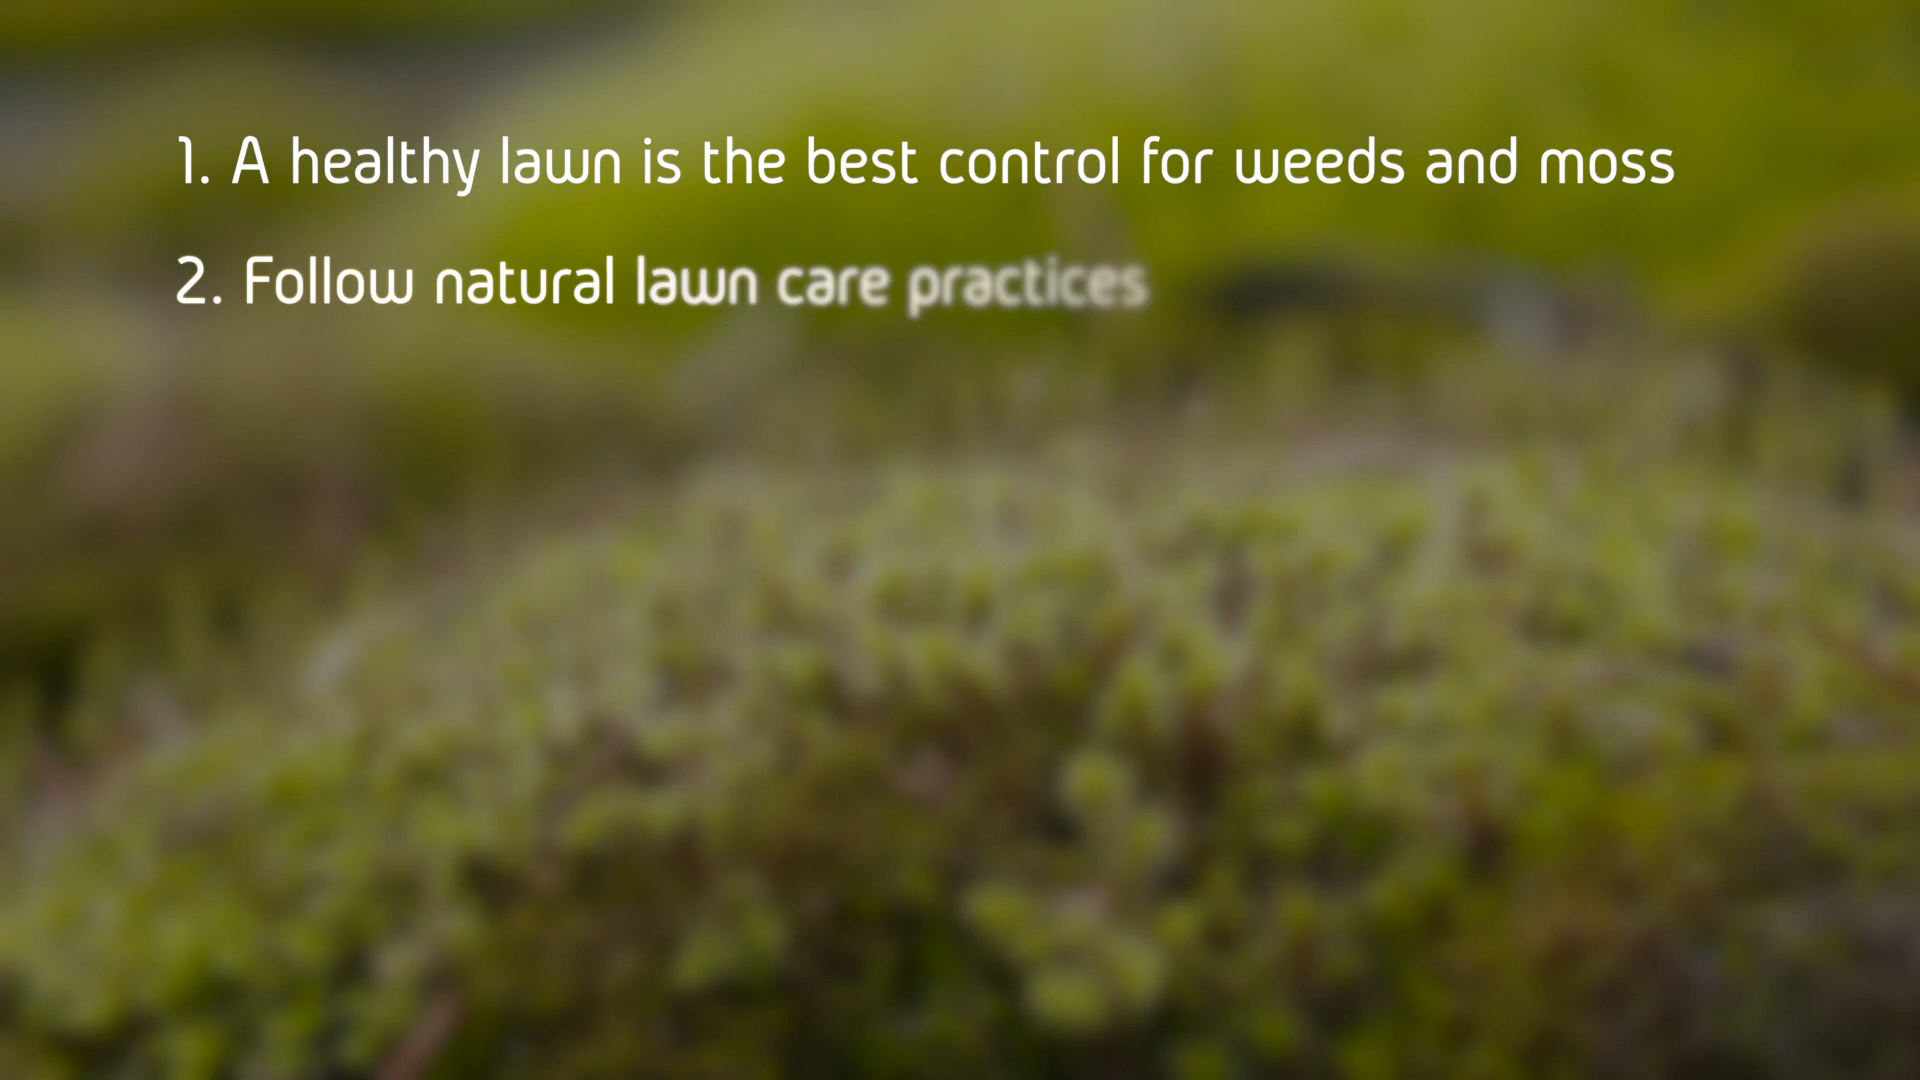 1. A healthy lawn is the best control for weeds and moss
2. Follow natural lawn care practices